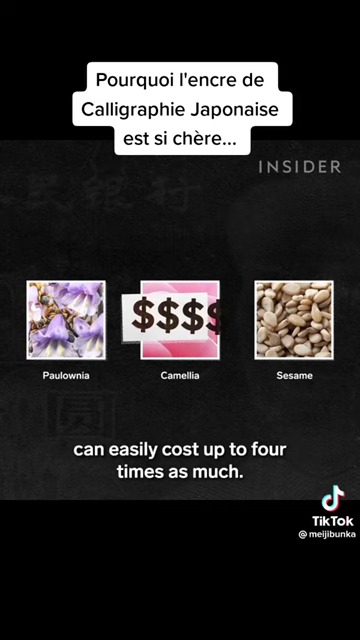 Pourquoi l'encre de
Calligraphie Japonaise
est si chère...
INSIDER
$$$$
Paulownia
Camellia
Sesame
can easily cost up to four
times as much.
TikTok
@ meijibunka